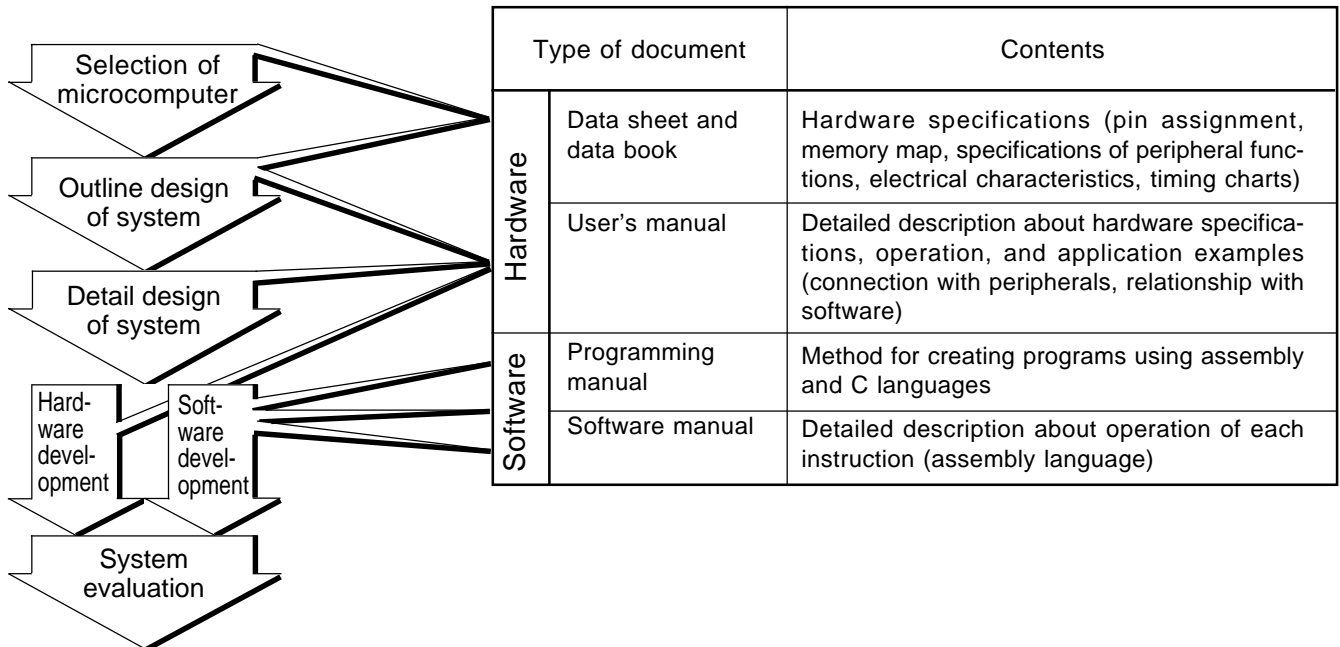 Selection of
microcomputer
Outline design
of system
Detail design
of system
Hard-
ware
devel-
opment
Soft-
ware
devel-
opment
System
evaluation
Type of document
Contents
Hardware
Data sheet and
data book
Hardware specifications (pin assignment,
memory map, specifications of peripheral func-
tions, electrical characteristics, timing charts)
User's manual
Detailed description about hardware specifica-
tions, operation, and application examples
(connection with peripherals, relationship with
software)
Software
Programming
manual
Method for creating programs using assembly
and C languages
Software manual
Detailed description about operation of each
instruction (assembly language)